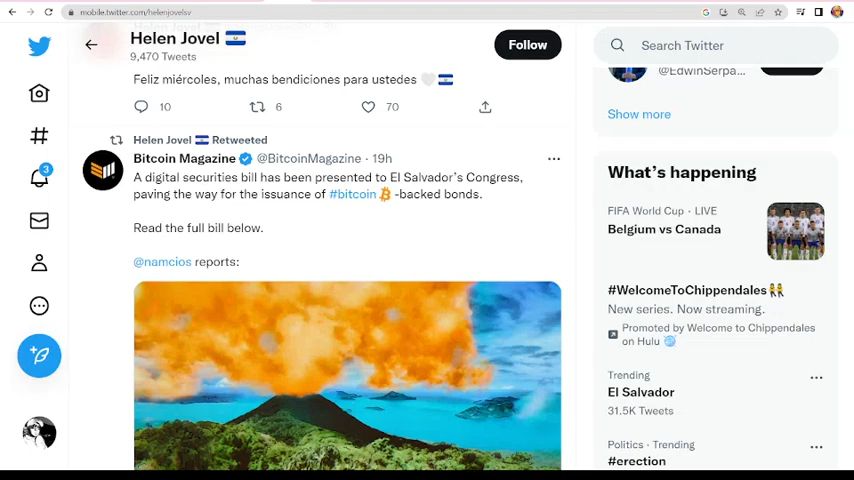 mobile.twitter.com/helenjovelsv
Helen Jovel 🇸🇻
9,470 Tweets
Follow
Search Twitter
Feliz miércoles, muchas bendiciones para ustedes 🤍🇸🇻
10
6
70
@EdwinSerpa...
Show more
Helen Jovel 🇸🇻 Retweeted
Bitcoin Magazine @BitcoinMagazine · 19h
A digital securities bill has been presented to El Salvador’s Congress,
paving the way for the issuance of #bitcoin -backed bonds.
Read the full bill below.
@namcios reports:
3
What’s happening
FIFA World Cup · LIVE
Belgium vs Canada
#WelcomeToChippendales👯
New series. Now streaming.
Promoted by Welcome to Chippendales
on Hulu
Trending
El Salvador
31.5K Tweets
Politics · Trending
#erection